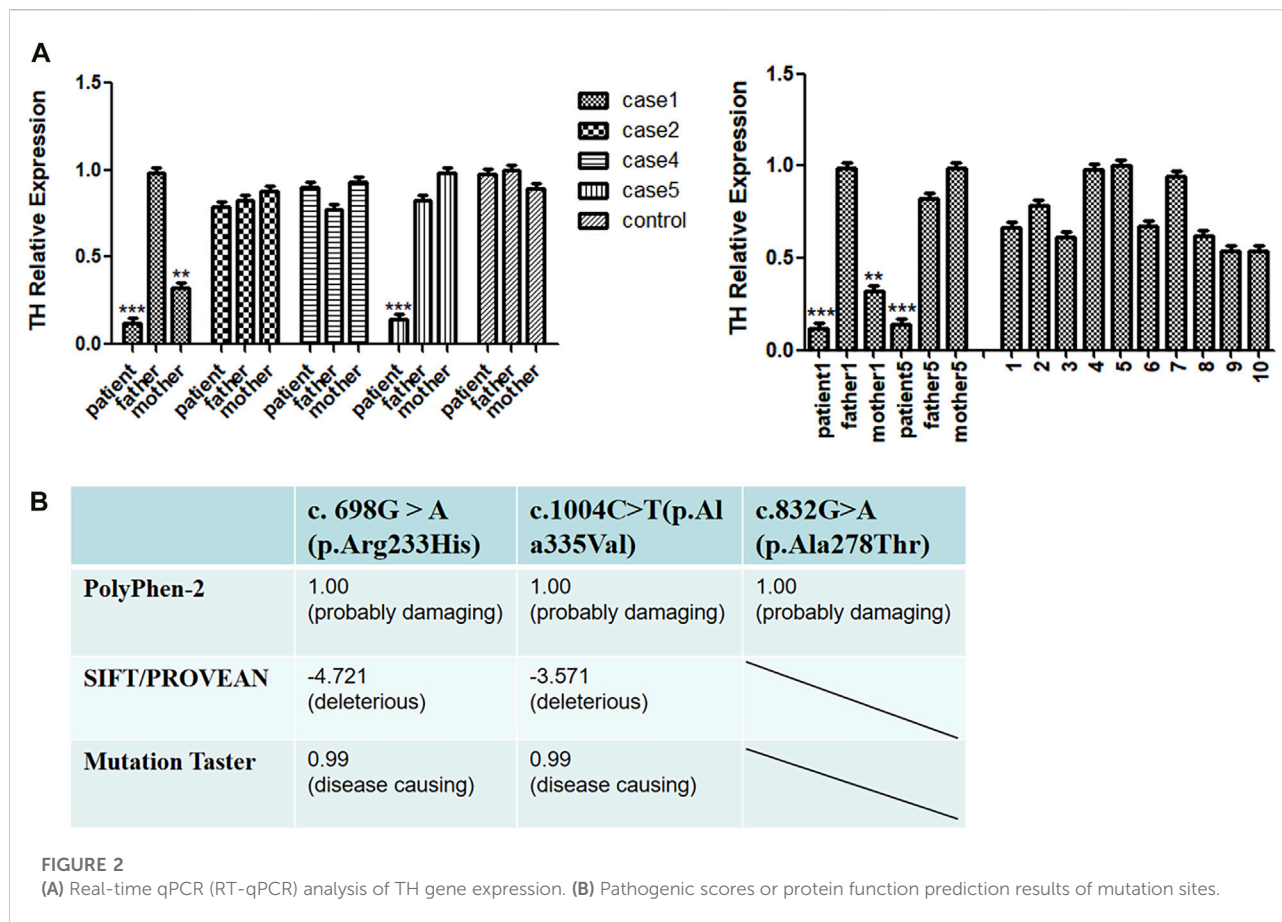 A
TH Relative Expression
1.5
1.0
0.5
0.0
***
**
***
patient
father
mother
patient
father
mother
patient
father
mother
patient
father
mother
patient
father
mother
case1
case2
case4
case5
control
TH Relative Expression
1.5
1.0
0.5
0.0
***
**
***
patient1
father1
mother1
patient5
father5
mother5
1
2
3
4
5
6
7
8
9
10
B
c. 698G > A
(p.Arg233His)
c.1004C>T(p.Al
a335Val)
c.832G>A
(p.Ala278Thr)
PolyPhen-2
1.00
(probably damaging)
1.00
(probably damaging)
1.00
(probably damaging)
SIFT/PROVEAN
-4.721
(deleterious)
-3.571
(deleterious)
Mutation Taster
0.99
(disease causing)
0.99
(disease causing)
FIGURE 2
(A) Real-time qPCR (RT-qPCR) analysis of TH gene expression. (B) Pathogenic scores or protein function prediction results of mutation sites.